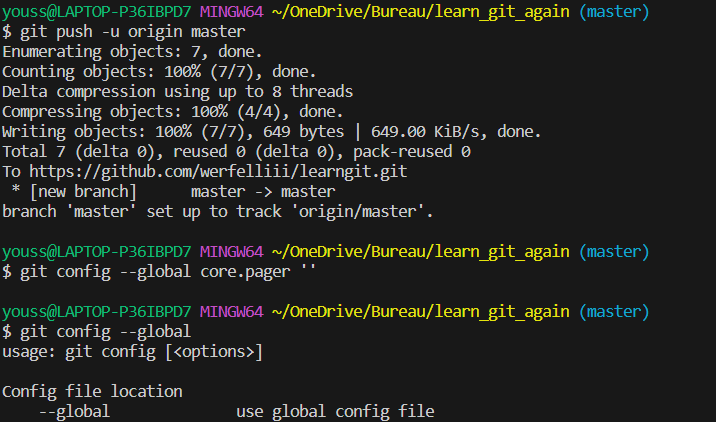 youss@LAPTOP-P36IBPD7 MINGW64 ~/OneDrive/Bureau/learn_git_again (master)
$ git push -u origin master
Enumerating objects: 7, done.
Counting objects: 100% (7/7), done.
Delta compression using up to 8 threads
Compressing objects: 100% (4/4), done.
Writing objects: 100% (7/7), 649 bytes | 649.00 KiB/s, done.
Total 7 (delta 0), reused 0 (delta 0), pack-reused 0
To https://github.com/werfelliii/learngit.git
 * [new branch]      master -> master
branch 'master' set up to track 'origin/master'.

youss@LAPTOP-P36IBPD7 MINGW64 ~/OneDrive/Bureau/learn_git_again (master)
$ git config --global core.pager ''

youss@LAPTOP-P36IBPD7 MINGW64 ~/OneDrive/Bureau/learn_git_again (master)
$ git config --global
usage: git config [<options>]

Config file location
    --global              use global config file